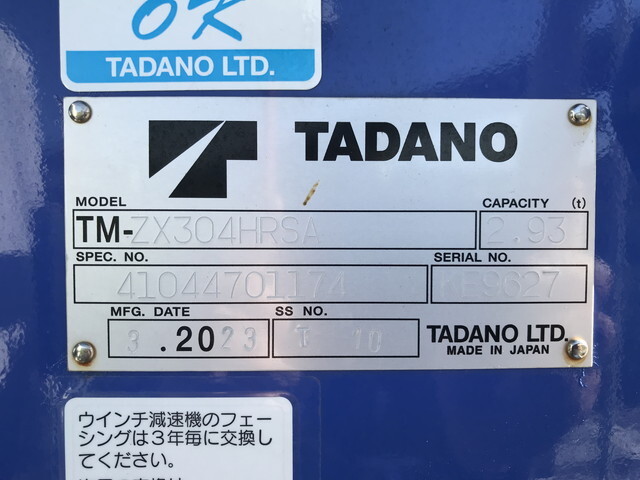 OK
TADANO LTD.
TADANO
MODEL
CAPACITY (t)
TM-ZX304HRSA
2.93
SPEC. NO.
SERIAL NO.
41044701174
MFG. DATE
SS NO.
3 .2023
T 10
TADANO LTD.
MADE IN JAPAN
ウインチ減速機のフェー
シングは3年毎に交換し
てください。